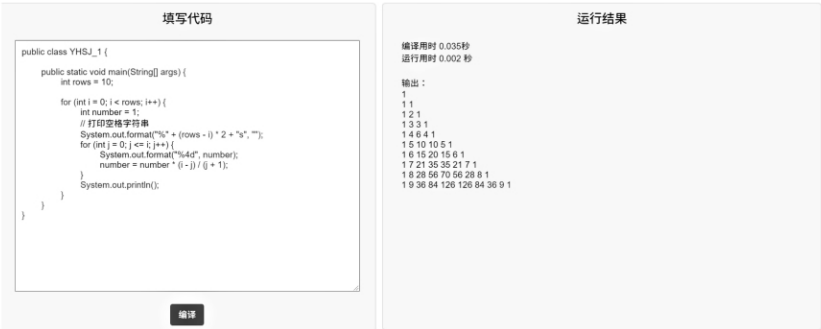 填写代码
public class YHSJ_1 {
public static void main(String[] args) {
int rows = 10;
for (int i = 0; i < rows; i++) {
int number = 1;
// 打印空格字符串
System.out.format("%" + (rows - i) * 2 + "s", "");
for (int j = 0; j <= i; j++) {
System.out.format("%4d", number);
number = number * (i - j) / (j + 1);
}
System.out.println();
}
}
}
编译
运行结果
编译用时 0.035秒
运行用时 0.002 秒
输出：
1
1 1
1 2 1
1 3 3 1
1 4 6 4 1
1 5 10 10 5 1
1 6 15 20 15 6 1
1 7 21 35 35 21 7 1
1 8 28 56 70 56 28 8 1
1 9 36 84 126 126 84 36 9 1